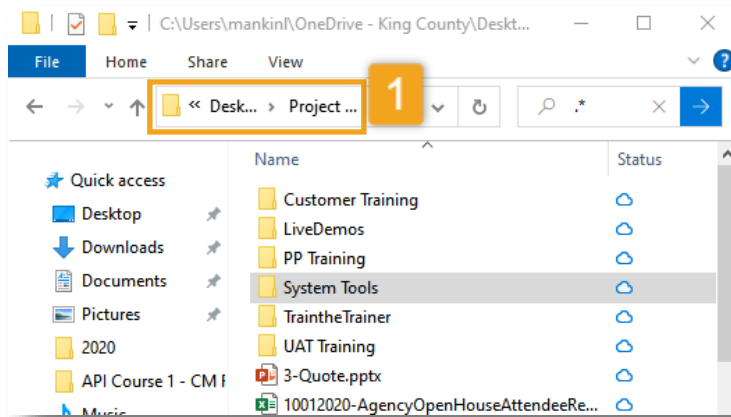 C:\Users\mankinl\OneDrive - King County\Deskt...
File Home Share View ?
« Desk... › Project ... 1 .*
Name Status
Quick access
Desktop
Downloads
Documents
Pictures
2020
API Course 1 - CM F
Music
Customer Training
LiveDemos
PP Training
System Tools
TraintheTrainer
UAT Training
3-Quote.pptx
10012020-AgencyOpenHouseAttendeeRe...